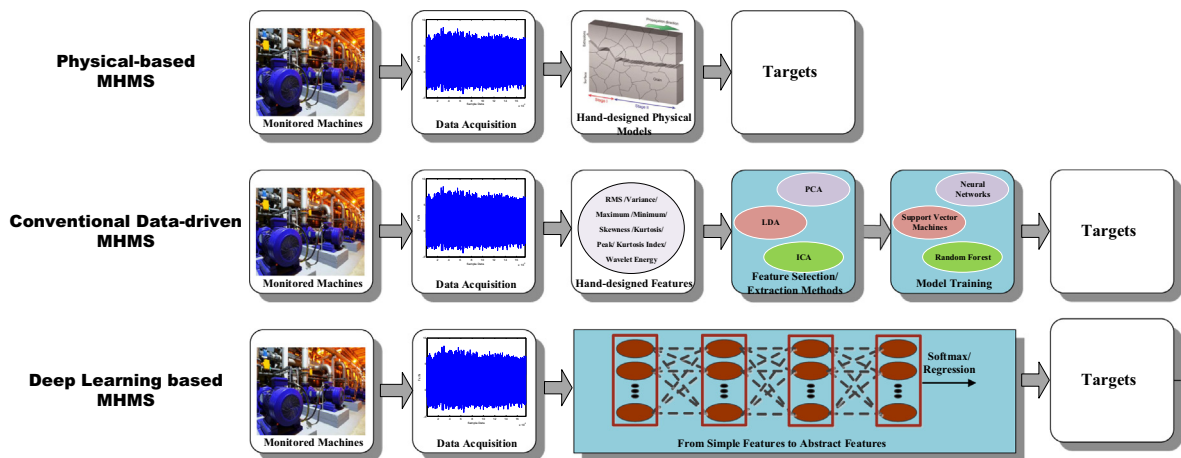 Physical-based
MHMS
Monitored Machines
Data Acquisition
Hand-designed Physical
Models
Targets
Conventional Data-driven
MHMS
Monitored Machines
Data Acquisition
RMS /Variance/
Maximum /Minimum/
Skewness /Kurtosis/
Peak/ Kurtosis Index/
Wavelet Energy
Hand-designed Features
PCA
LDA
ICA
Feature Selection/
Extraction Methods
Neural
Networks
Support Vector
Machines
Random Forest
Model Training
Targets
Deep Learning based
MHMS
Monitored Machines
Data Acquisition
Softmax/
Regression
From Simple Features to Abstract Features
Targets